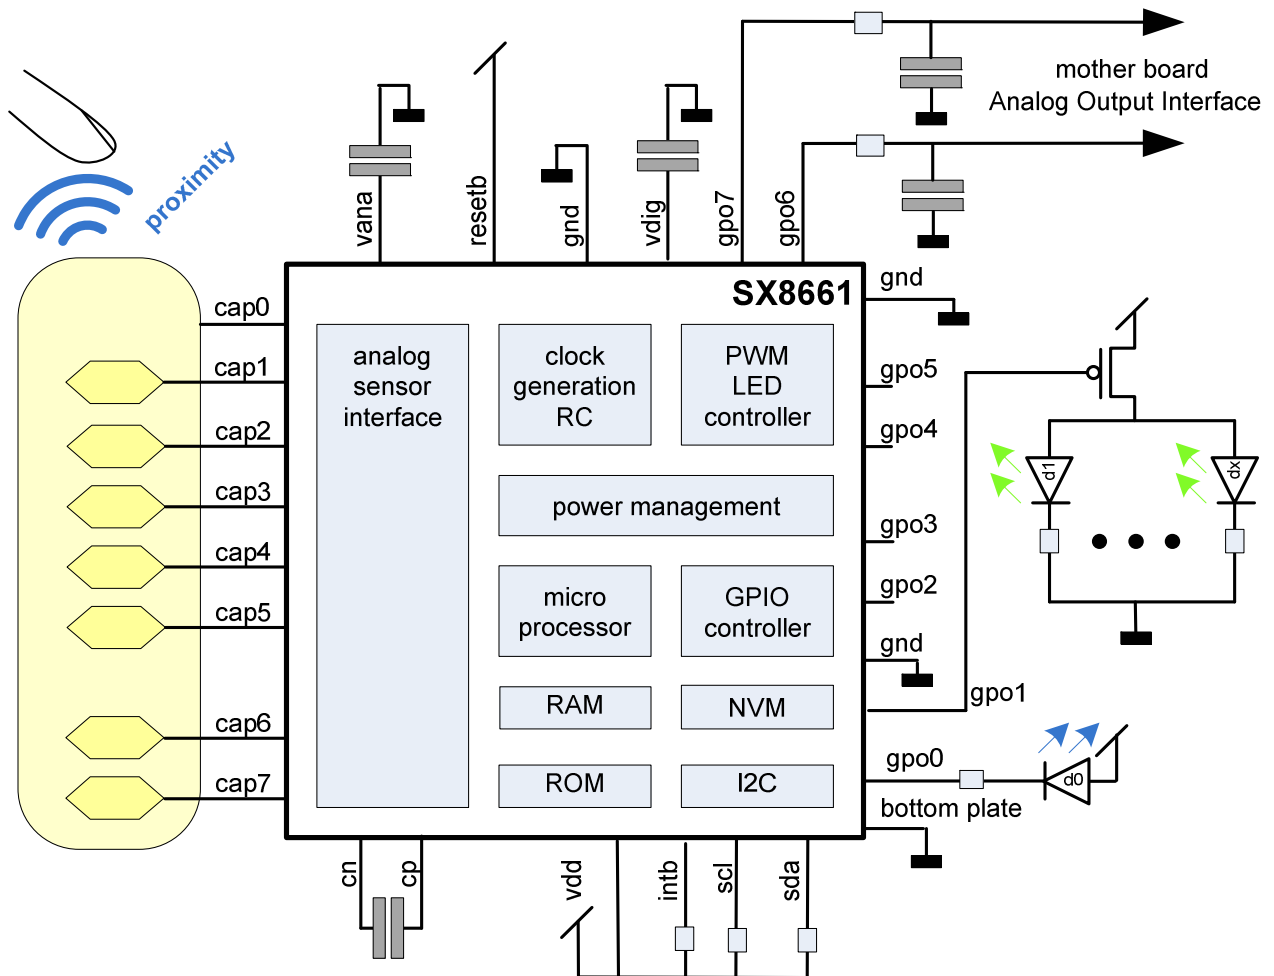 mother board
Analog Output Interface
proximity
vana
resetb
gnd
vdig
gpo7
gpo6
SX8661
gnd
cap0
cap1
cap2
cap3
cap4
cap5
cap6
cap7
analog
sensor
interface
clock
generation
RC
PWM
LED
controller
power management
micro
processor
GPIO
controller
RAM
NVM
ROM
I2C
gpo5
gpo4
gpo3
gpo2
gnd
gpo1
gpo0
bottom plate
d1
dx
d0
cn
cp
vdd
intb
scl
sda